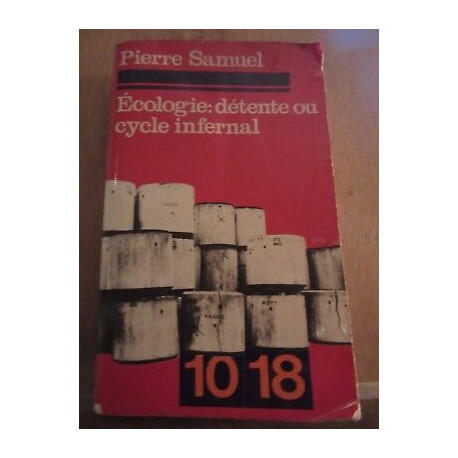 Pierre Samuel
Écologie: détente ou
cycle infernal
10 18